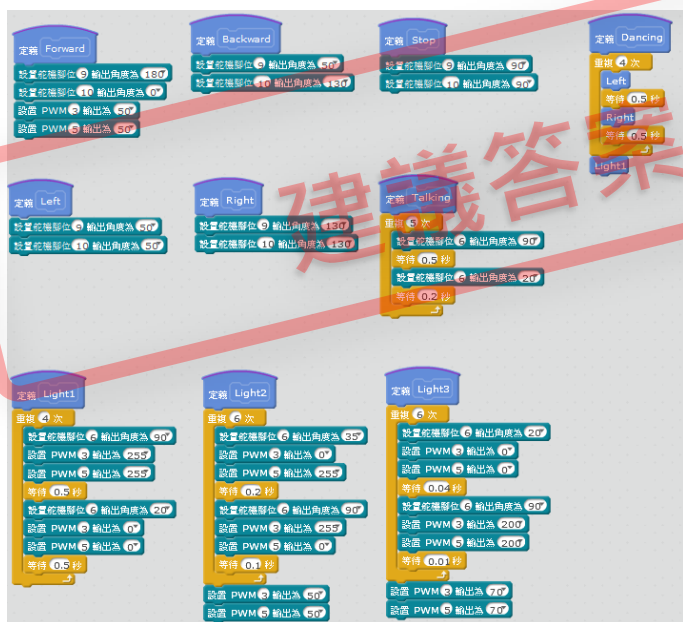 定義 Forward
設置舵機腳位 9 輸出角度為 180
設置舵機腳位 10 輸出角度為 0
設置 PWM 3 輸出為 50
設置 PWM 5 輸出為 50
定義 Backward
設置舵機腳位 9 輸出角度為 50
設置舵機腳位 10 輸出角度為 130
定義 Stop
設置舵機腳位 9 輸出角度為 90
設置舵機腳位 10 輸出角度為 90
定義 Dancing
重複 4 次
Left
等待 0.5 秒
Right
等待 0.5 秒
Light1
定義 Left
設置舵機腳位 9 輸出角度為 50
設置舵機腳位 10 輸出角度為 50
定義 Right
設置舵機腳位 9 輸出角度為 130
設置舵機腳位 10 輸出角度為 130
定義 Talking
重複 5 次
設置舵機腳位 6 輸出角度為 90
等待 0.5 秒
設置舵機腳位 6 輸出角度為 20
等待 0.2 秒
建議答案
定義 Light1
重複 4 次
設置舵機腳位 6 輸出角度為 90
設置 PWM 3 輸出為 255
設置 PWM 5 輸出為 255
等待 0.5 秒
設置舵機腳位 6 輸出角度為 20
設置 PWM 3 輸出為 0
設置 PWM 5 輸出為 0
等待 0.5 秒
定義 Light2
重複 6 次
設置舵機腳位 6 輸出角度為 35
設置 PWM 3 輸出為 0
設置 PWM 5 輸出為 255
等待 0.2 秒
設置舵機腳位 6 輸出角度為 90
設置 PWM 3 輸出為 255
設置 PWM 5 輸出為 0
等待 0.1 秒
設置 PWM 3 輸出為 50
設置 PWM 5 輸出為 50
定義 Light3
重複 6 次
設置舵機腳位 6 輸出角度為 20
設置 PWM 3 輸出為 0
設置 PWM 5 輸出為 0
等待 0.04 秒
設置舵機腳位 6 輸出角度為 90
設置 PWM 3 輸出為 200
設置 PWM 5 輸出為 200
等待 0.01 秒
設置 PWM 3 輸出為 70
設置 PWM 5 輸出為 70